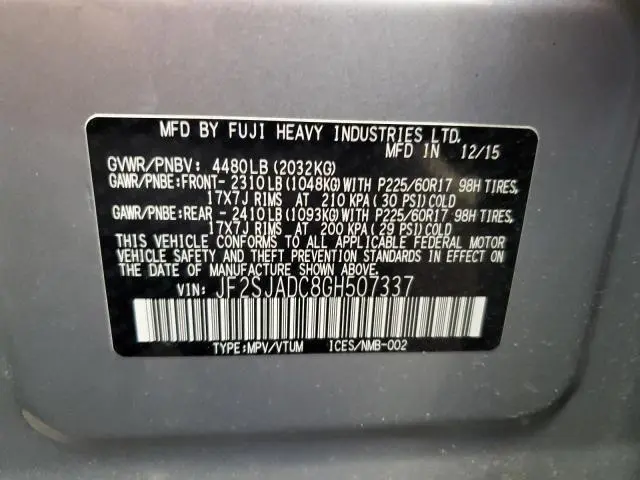 MFD BY FUJI HEAVY INDUSTRIES LTD.
MFD IN 12/15
GVWR/PNBV: 4480LB (2032KG)
GAWR/PNBE:FRONT- 2310LB(1048KG)WITH P225/60R17 98H TIRES,
17X7J RIMS AT 210 KPA( 30 PSI)COLD
GAWR/PNBE:REAR - 2410LB(1093KG)WITH P225/60R17 98H TIRES,
17X7J RIMS AT 200 KPA( 29 PSI)COLD
THIS VEHICLE CONFORMS TO ALL APPLICABLE FEDERAL MOTOR
VEHICLE SAFETY AND THEFT PREVENTION STANDARDS IN EFFECT
ON THE DATE OF MANUFACTURE SHOWN ABOVE.
VIN: JF2SJADC8GH507337
TYPE:MPV/VTUM ICES/NMB-002